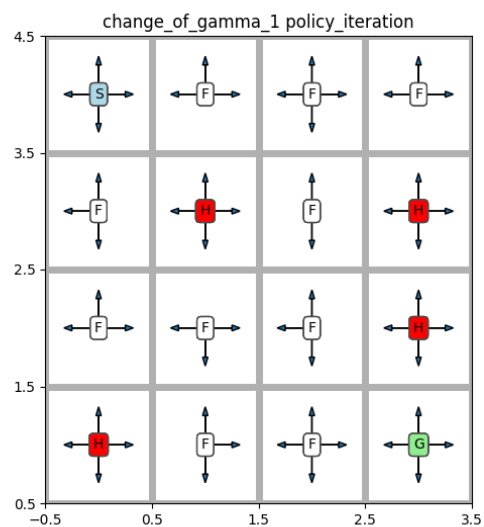 change_of_gamma_1 policy_iteration
4.5
S F F F
3.5
F H F H
2.5
F F F H
1.5
H F F G
0.5
−0.5 0.5 1.5 2.5 3.5